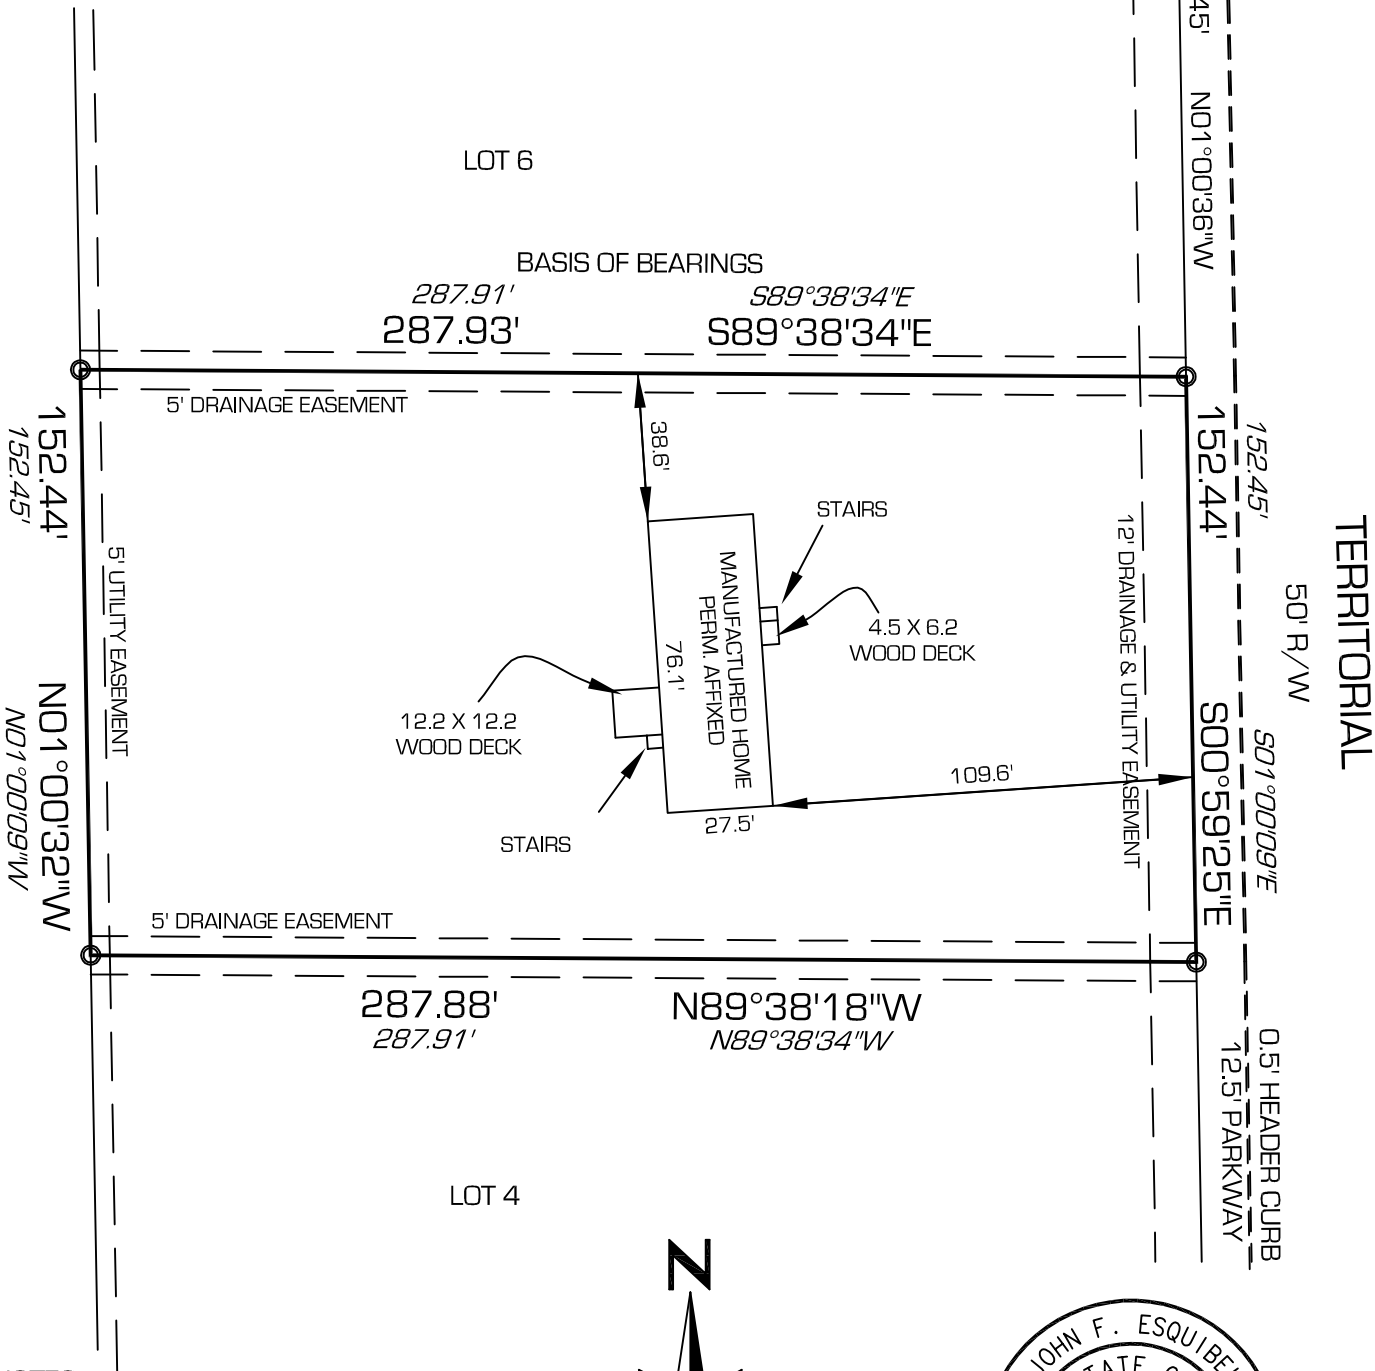 45'
N01°00'36"W
LOT 6
BASIS OF BEARINGS
287.91'
S89°38'34"E
287.93'
S89°38'34"E
5' DRAINAGE EASEMENT
152.44'
152.45'
38.6'
STAIRS
152.44'
152.45'
TERRITORIAL
50' R/W
5' UTILITY EASEMENT
MANUFACTURED HOME
PERM. AFFIXED
76.1'
4.5 X 6.2
WOOD DECK
12' DRAINAGE & UTILITY EASEMENT
12.2 X 12.2
WOOD DECK
N01°00'32"W
N01°00'09"W
109.6'
S00°59'25"E
S01°00'09"E
27.5'
STAIRS
5' DRAINAGE EASEMENT
287.88'
N89°38'18"W
287.91'
N89°38'34"W
0.5' HEADER CURB
12.5' PARKWAY
LOT 4
N
JOHN F. ESQUIBEL